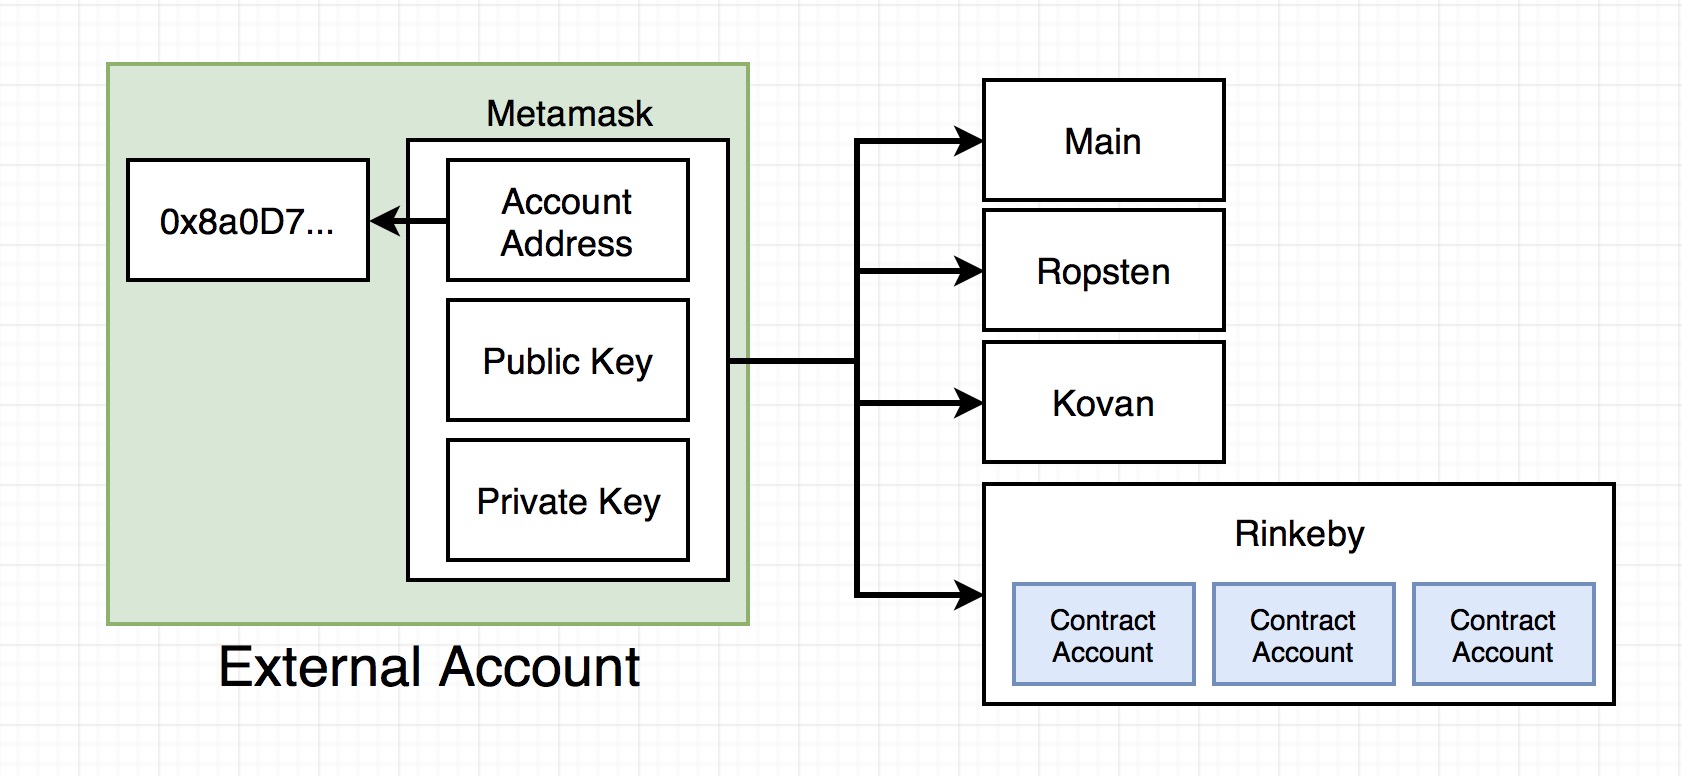 Metamask
0x8a0D7...
Account
Address
Public Key
Private Key
External Account
Main
Ropsten
Kovan
Rinkeby
Contract
Account
Contract
Account
Contract
Account